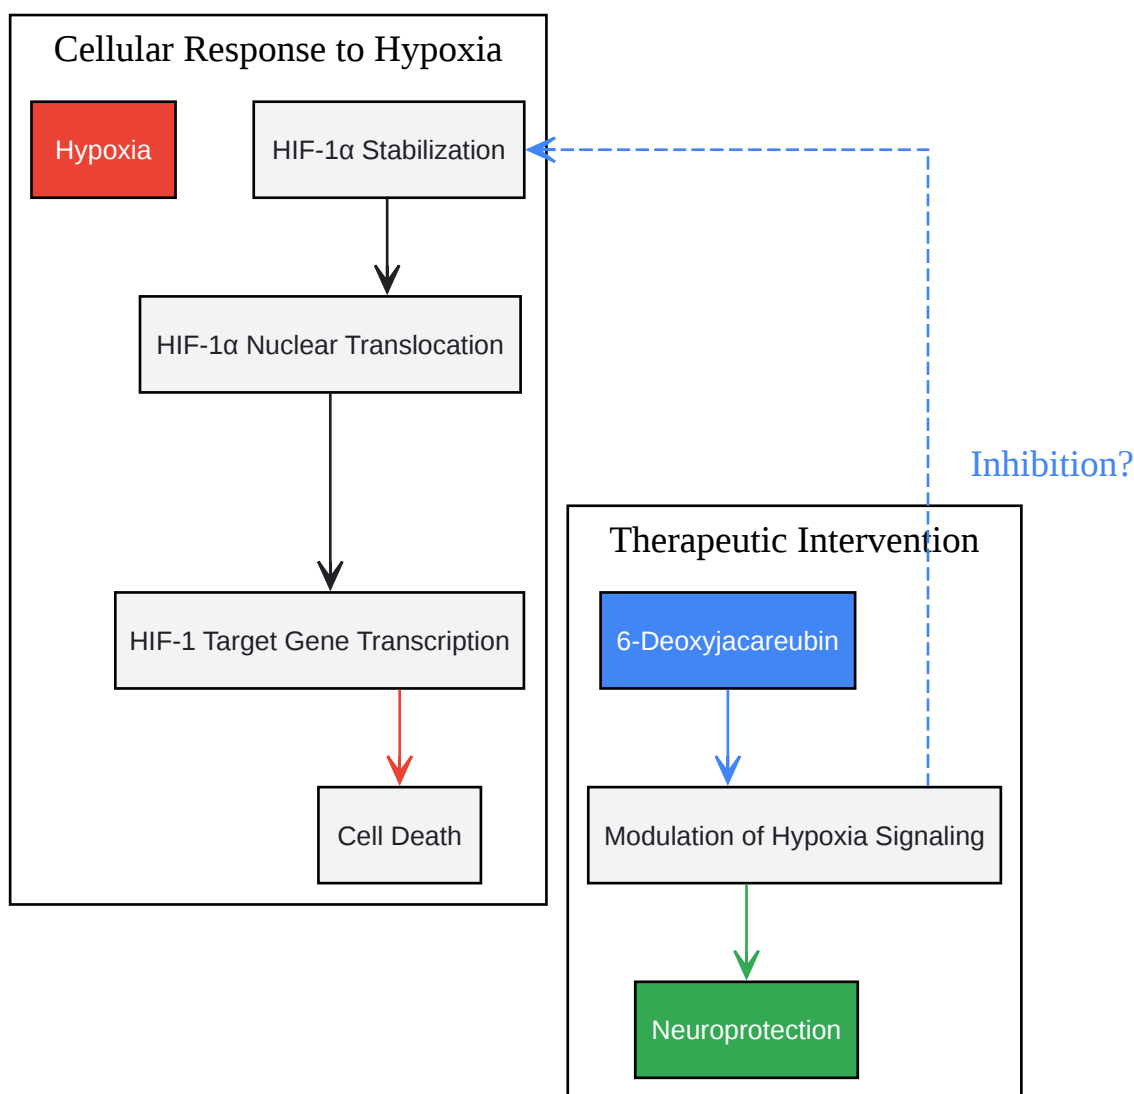 Cellular Response to Hypoxia
Hypoxia
HIF-1α Stabilization
HIF-1α Nuclear Translocation
HIF-1 Target Gene Transcription
Cell Death
Inhibition?
Therapeutic Intervention
6-Deoxyjacareubin
Modulation of Hypoxia Signaling
Neuroprotection